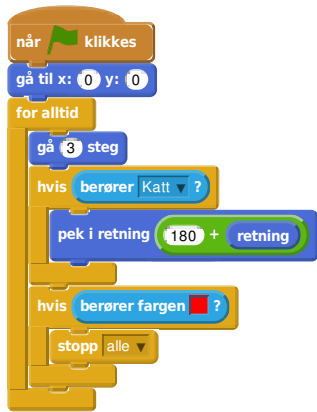 når klikkes
gå til x: 0 y: 0
for alltid
gå 3 steg
hvis berører Katt ?
pek i retning 180 + retning
hvis berører fargen ?
stopp alle